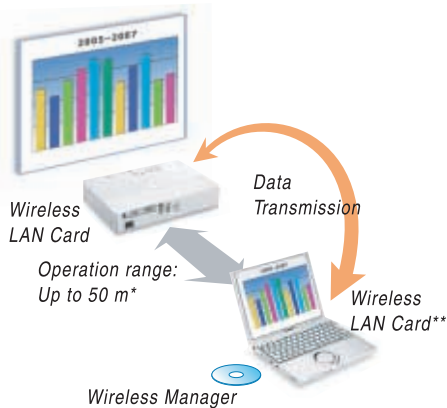 2003-2007
Data
Transmission
Wireless
LAN Card
Operation range:
Up to 50 m*
Wireless
LAN Card**
Wireless Manager